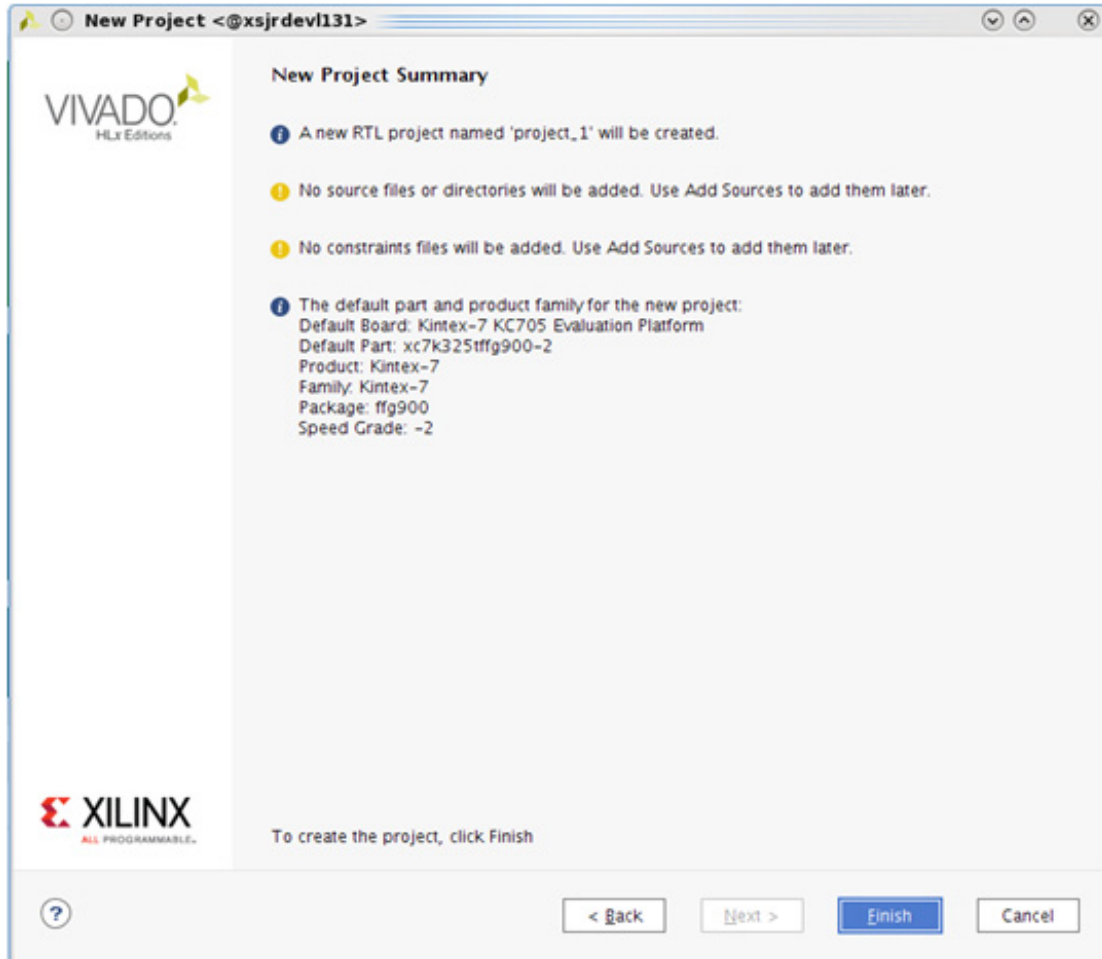 New Project <@xsjrdevl131>
VIVADO.
HLx Editions
New Project Summary
A new RTL project named 'project_1' will be created.
No source files or directories will be added. Use Add Sources to add them later.
No constraints files will be added. Use Add Sources to add them later.
The default part and product family for the new project:
Default Board: Kintex-7 KC705 Evaluation Platform
Default Part: xc7k325tffg900-2
Product: Kintex-7
Family: Kintex-7
Package: ffg900
Speed Grade: -2
XILINX
ALL PROGRAMMABLE.
To create the project, click Finish
?
< Back
Next >
Finish
Cancel